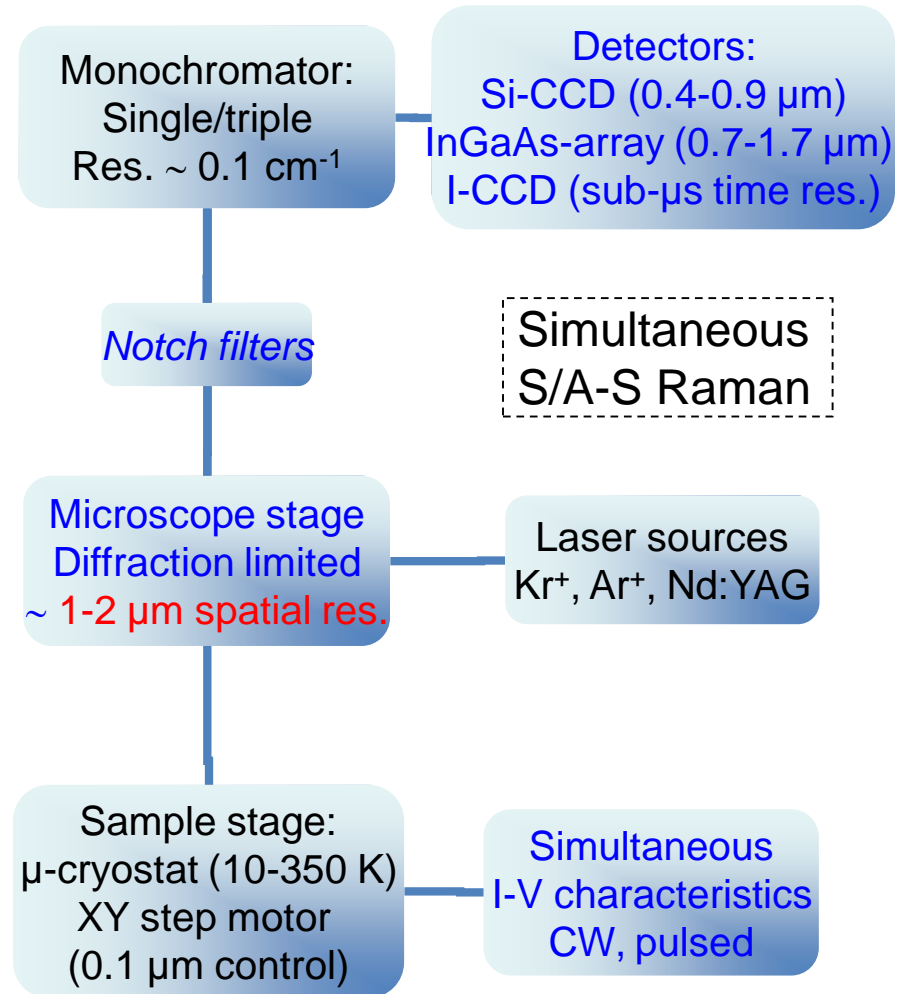 Monochromator:
Single/triple
Res. ~ 0.1 cm⁻¹
Detectors:
Si-CCD (0.4-0.9 µm)
InGaAs-array (0.7-1.7 µm)
I-CCD (sub-µs time res.)
Notch filters
Simultaneous
S/A-S Raman
Microscope stage
Diffraction limited
~ 1-2 µm spatial res.
Laser sources
Kr⁺, Ar⁺, Nd:YAG
Sample stage:
µ-cryostat (10-350 K)
XY step motor
(0.1 µm control)
Simultaneous
I-V characteristics
CW, pulsed